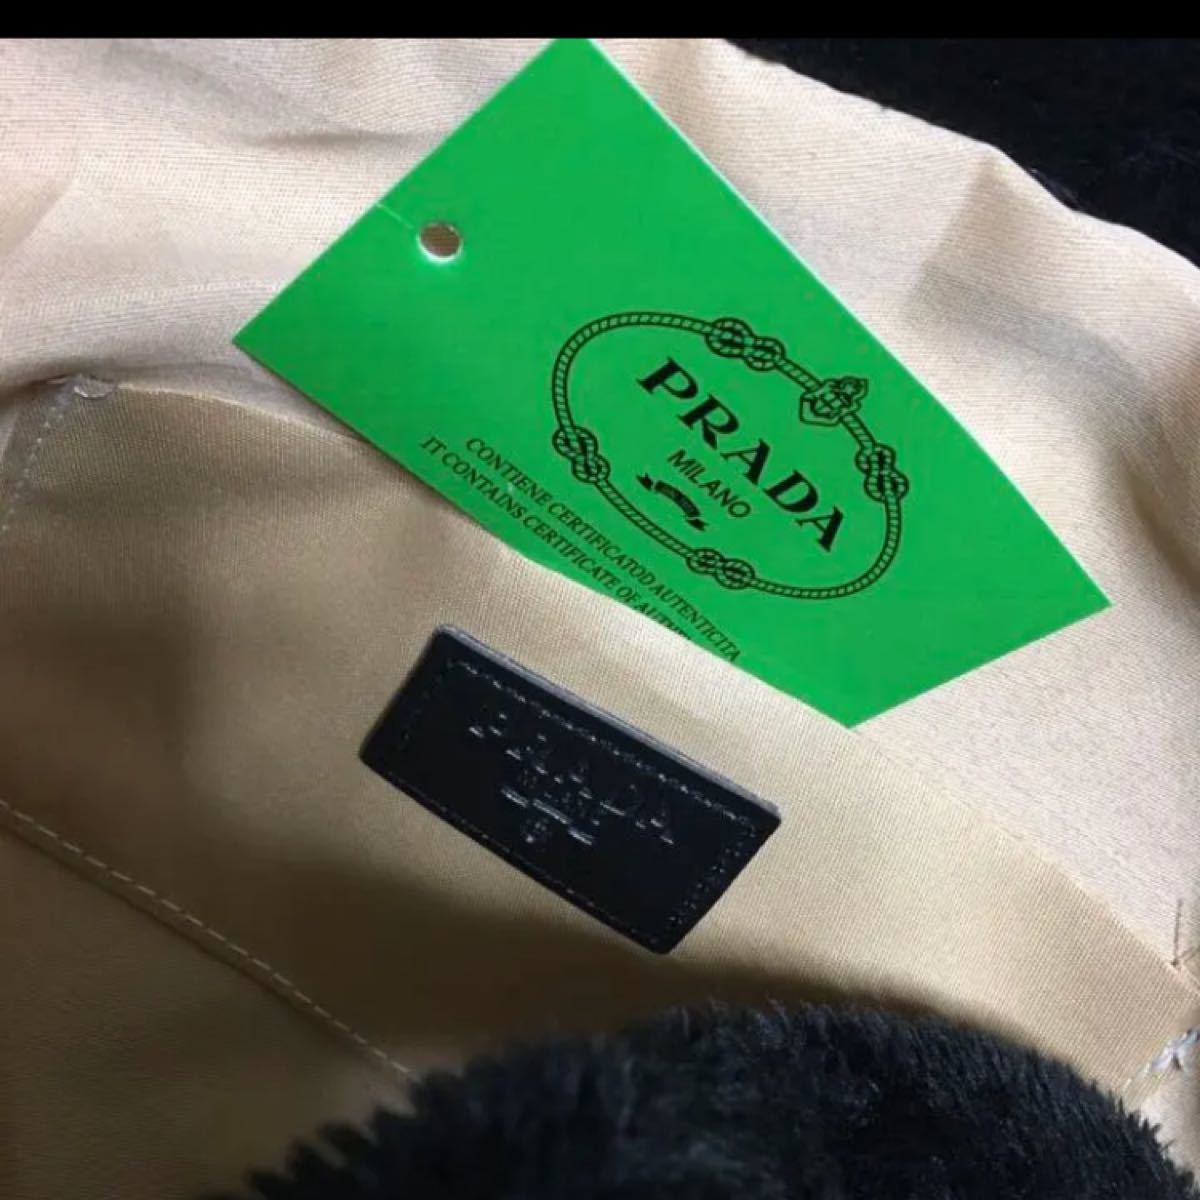 PRADA
MILANO
CONTIENE CERTIFICATOD AUTENTICITA
IT CONTAINS CERTIFICATE OF
PRADA